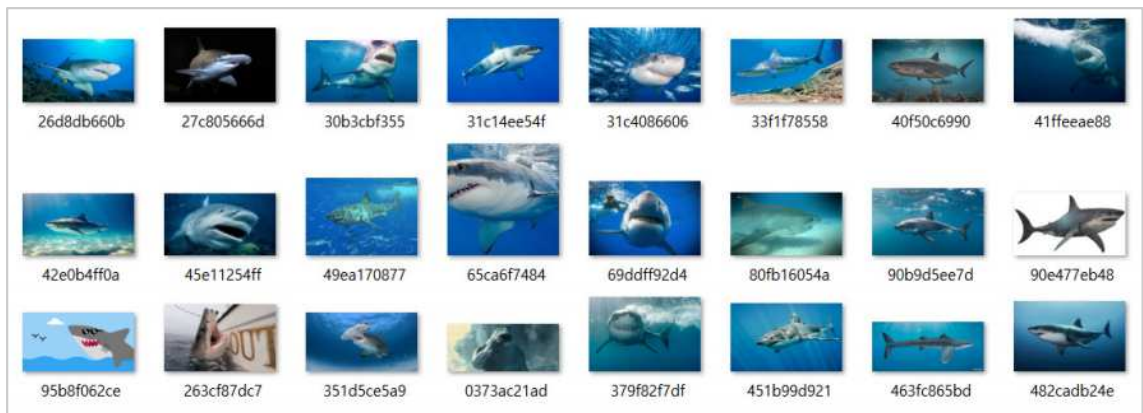 26d8db660b 27c805666d 30b3cbf355 31c14ee54f 31c4086606 33f1f78558 40f50c6990 41ffeeae88
42e0b4ff0a 45e11254ff 49ea170877 65ca6f7484 69ddff92d4 80fb16054a 90b9d5ee7d 90e477eb48
OUT
95b8f062ce 263cf87dc7 351d5ce5a9 0373ac21ad 379f82f7df 451b99d921 463fc865bd 482cadb24e